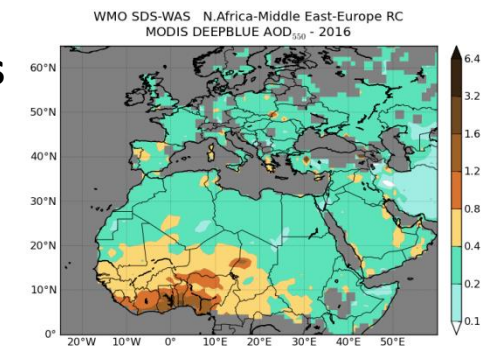 WMO SDS-WAS N.Africa-Middle East-Europe RC
MODIS DEEPBLUE AOD₅₅₀ - 2016
s
60°N
50°N
40°N
30°N
20°N
10°N
0°
20°W 10°W 0° 10°E 20°E 30°E 40°E 50°E
6.4
3.2
1.6
1.2
0.8
0.4
0.2
0.1